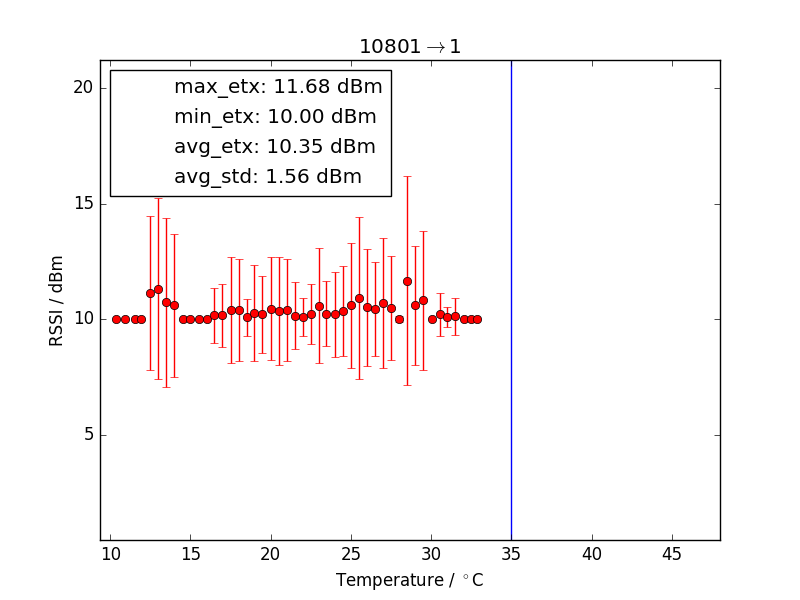 10801→1
max_etx: 11.68 dBm
min_etx: 10.00 dBm
avg_etx: 10.35 dBm
avg_std: 1.56 dBm
RSSI / dBm
20
15
10
5
10 15 20 25 30 35 40 45
Temperature / °C